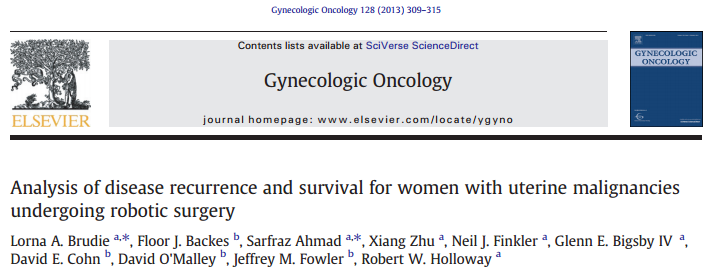 Gynecologic Oncology 128 (2013) 309–315
Contents lists available at SciVerse ScienceDirect
Gynecologic Oncology
journal homepage: www.elsevier.com/locate/ygyno
ELSEVIER
GYNECOLOGIC
ONCOLOGY
Analysis of disease recurrence and survival for women with uterine malignancies
undergoing robotic surgery
Lorna A. Brudie a,*, Floor J. Backes b, Sarfraz Ahmad a,*, Xiang Zhu a, Neil J. Finkler a, Glenn E. Bigsby IV a,
David E. Cohn b, David O'Malley b, Jeffrey M. Fowler b, Robert W. Holloway a